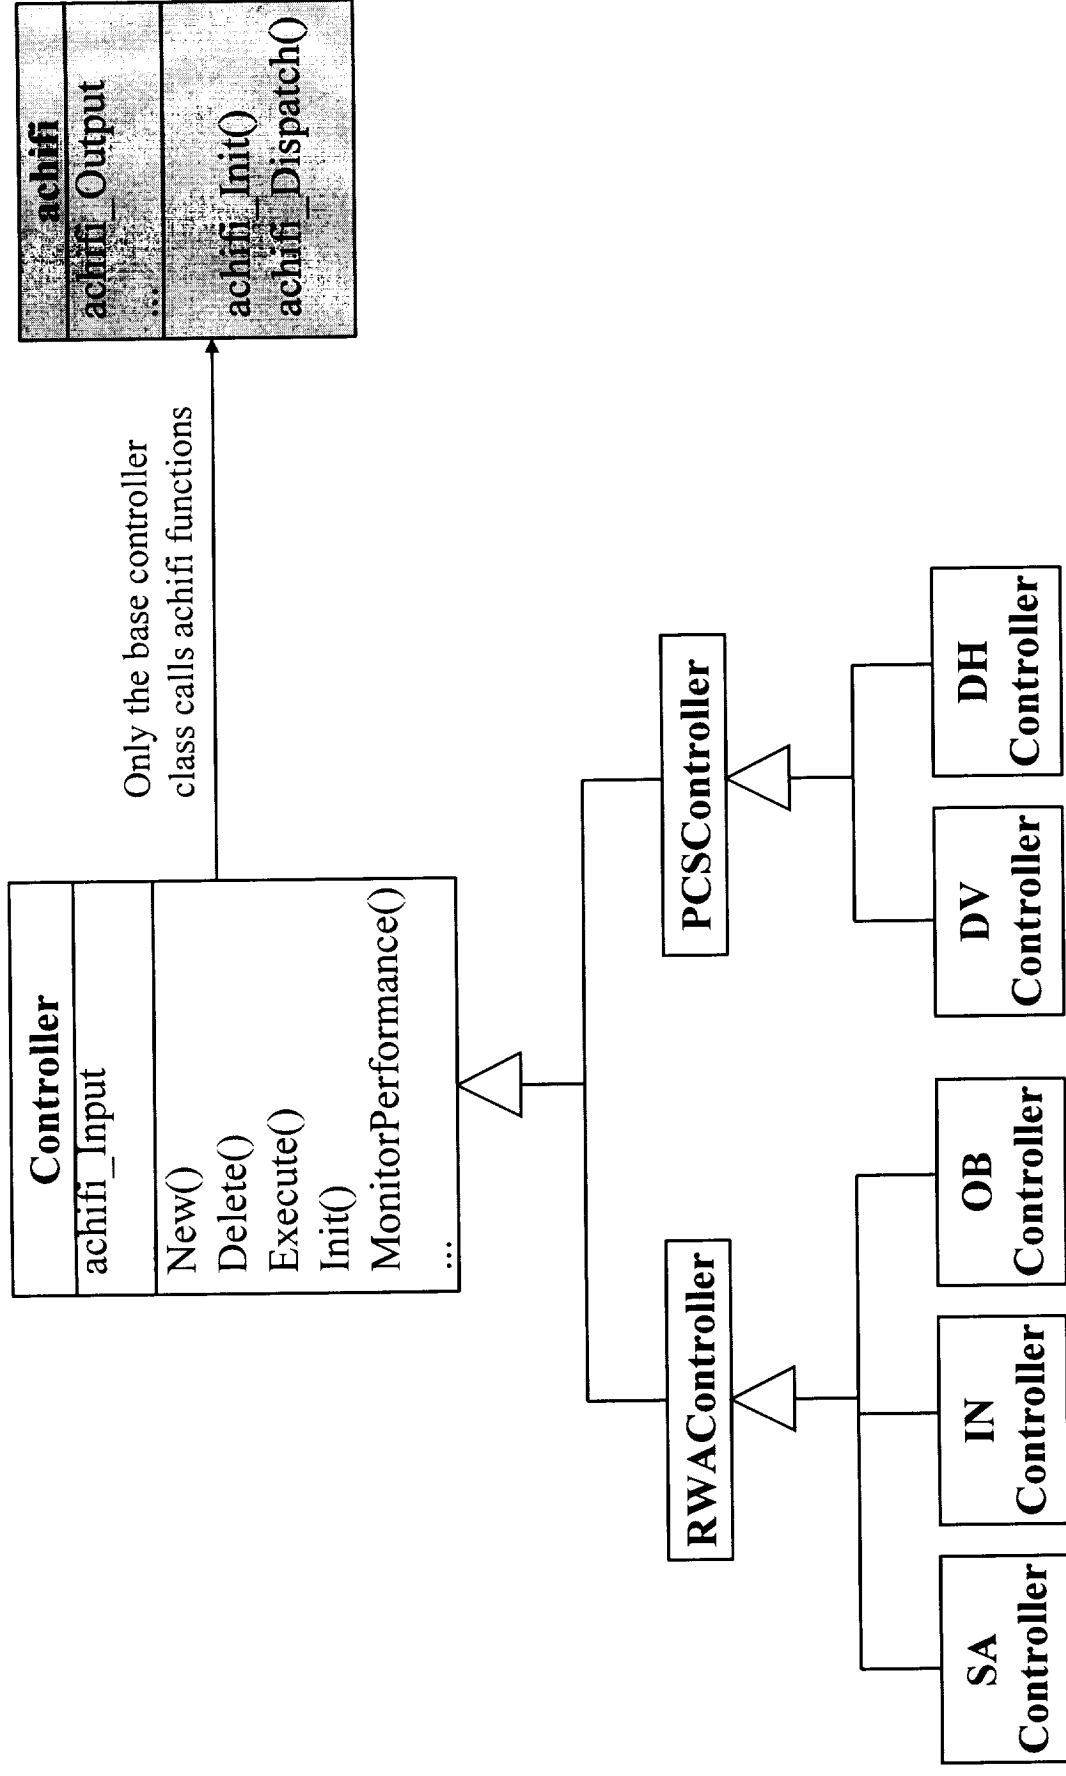 Controller
achifi_Input
New()
Delete()
Execute()
Init()
MonitorPerformance()
...
Only the base controller
class calls achifi functions
achifi
achifi_Output
...
achifi_Init()
achifi_Dispatch()
RWAController
PCSController
SA
Controller
IN
Controller
OB
Controller
DV
Controller
DH
Controller